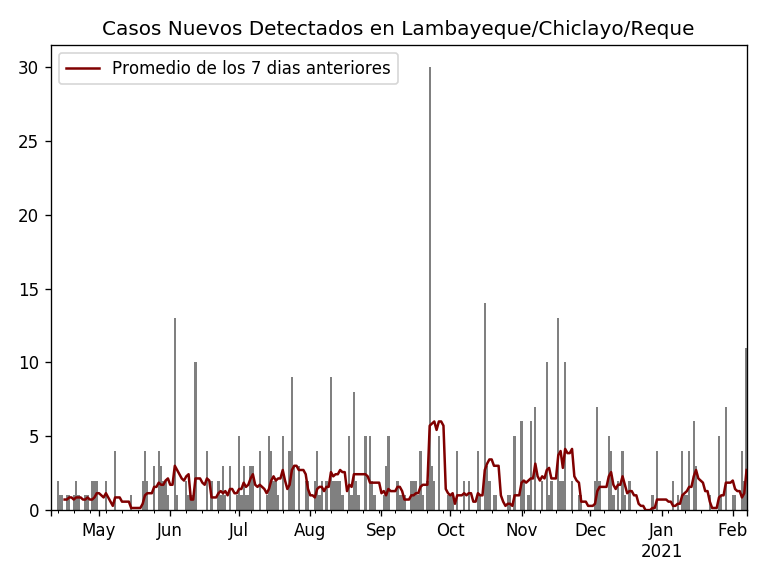 Casos Nuevos Detectados en Lambayeque/Chiclayo/Reque
Promedio de los 7 dias anteriores
30
25
20
15
10
5
0
May Jun Jul Aug Sep Oct Nov Dec Jan Feb
2021